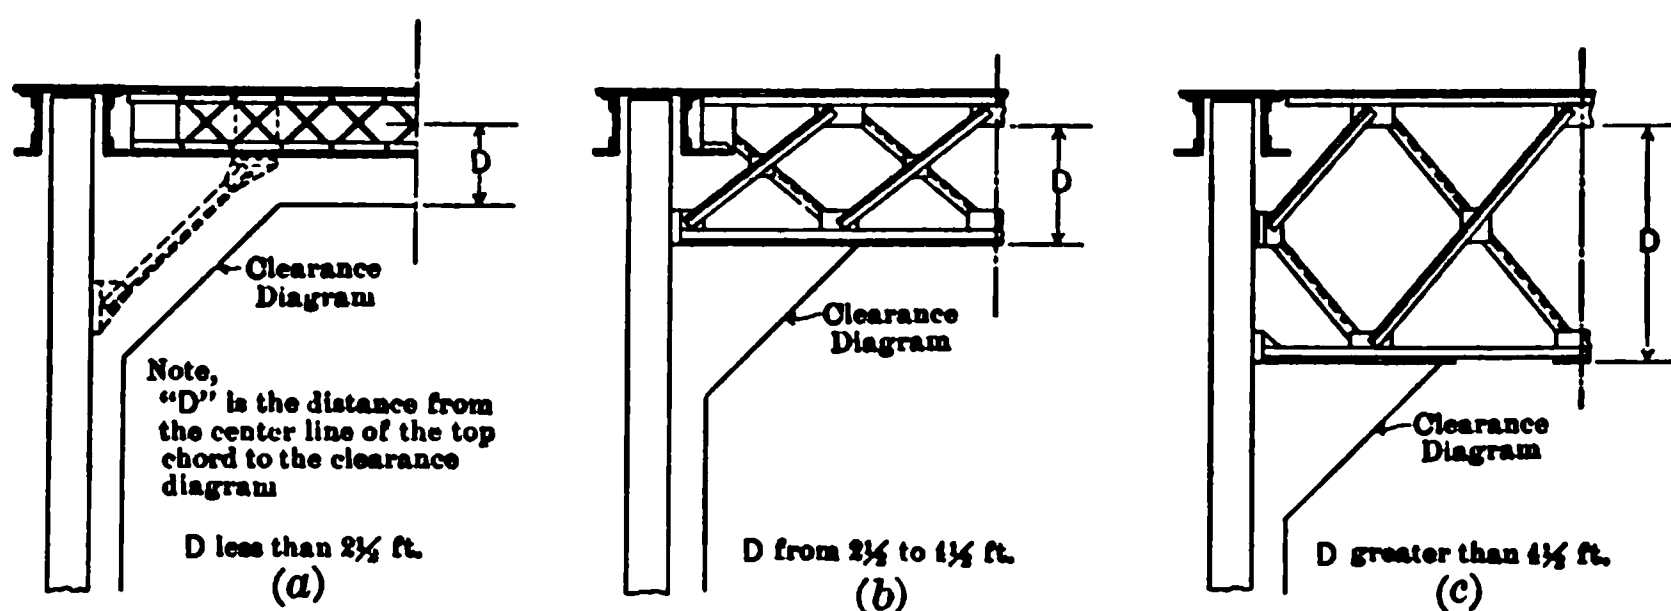 D
Clearance
Diagram
Note,
"D" is the distance from
the center line of the top
chord to the clearance
diagram
D less than 2½ ft.
(a)
D
Clearance
Diagram
D from 2½ to 4½ ft.
(b)
D
Clearance
Diagram
D greater than 4½ ft.
(c)